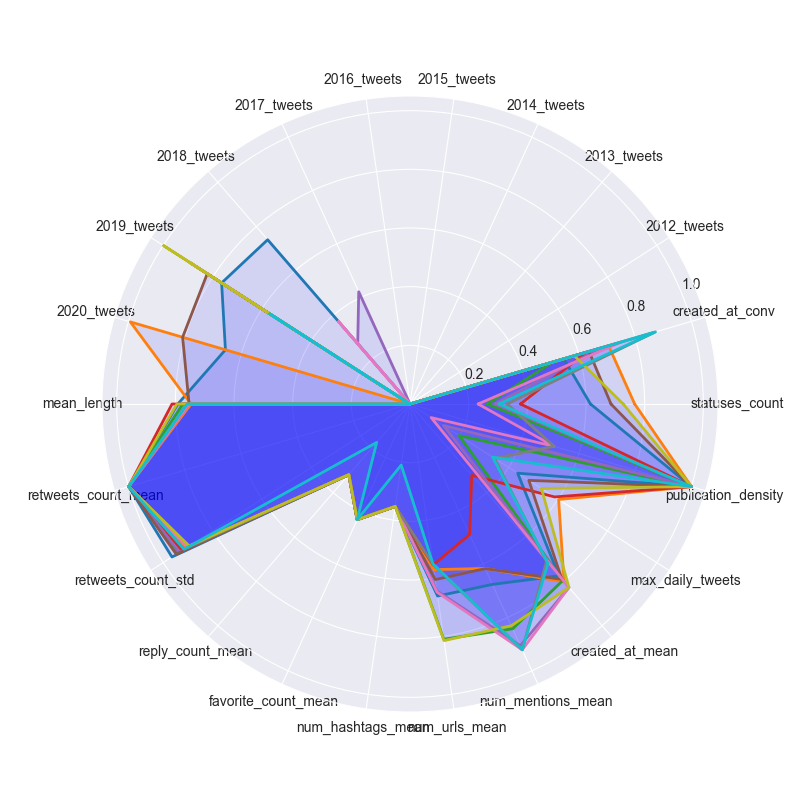 2016_tweets
2015_tweets
2017_tweets
2014_tweets
2018_tweets
2013_tweets
2019_tweets
2012_tweets
1.0
0.8
2020_tweets
created_at_conv
0.6
0.4
0.2
mean_length
statuses_count
retweets_count_mean
publication_density
retweets_count_std
max_daily_tweets
reply_count_mean
created_at_mean
favorite_count_mean
num_mentions_mean
num_hashtags_mean
num_urls_mean